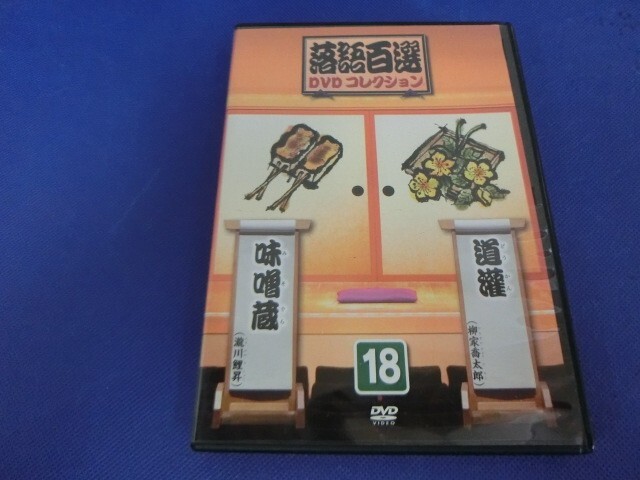 落語百選
DVDコレクション
道灌
(柳家喬太郎)
味噌蔵
(瀧川鯉昇)
18
DVD
VIDEO